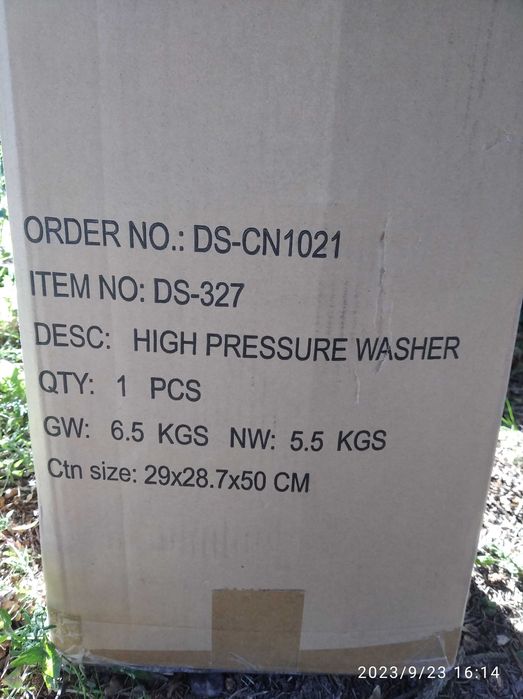 ORDER NO.: DS-CN1021
ITEM NO: DS-327
DESC: HIGH PRESSURE WASHER
QTY: 1 PCS
GW: 6.5 KGS NW: 5.5 KGS
Ctn size: 29x28.7x50 CM
2023/9/23 16:14